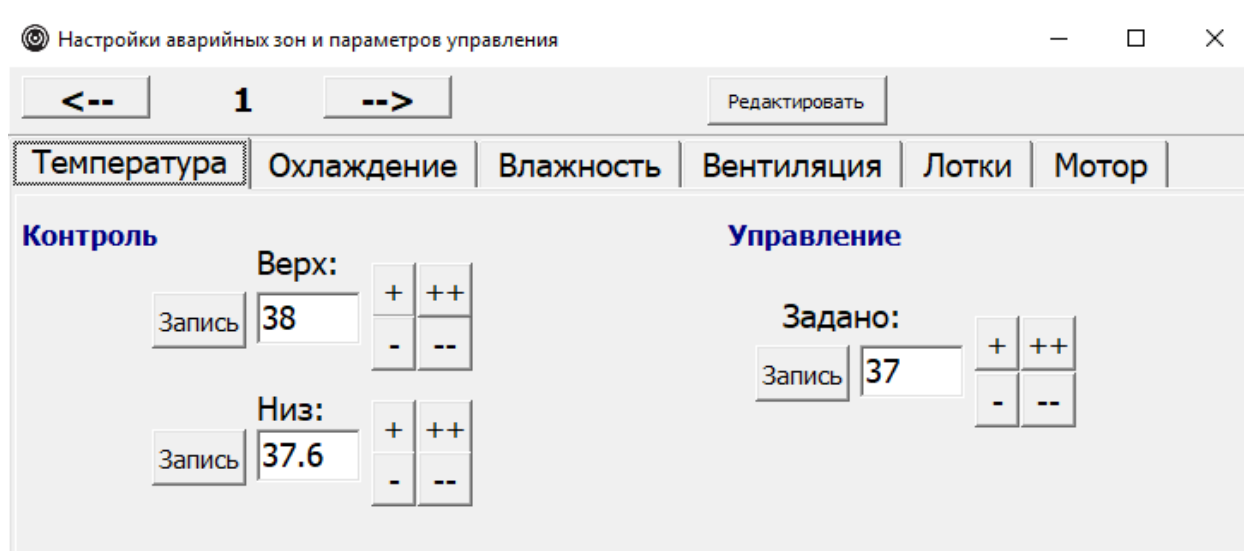 Настройки аварийных зон и параметров управления
<-- 1 --> Редактировать
Температура Охлаждение Влажность Вентиляция Лотки Мотор
Контроль Управление
Верх:
+ ++
Запись 38
- --
Задано:
+ ++
Запись 37
- --
Низ:
+ ++
Запись 37.6
- --